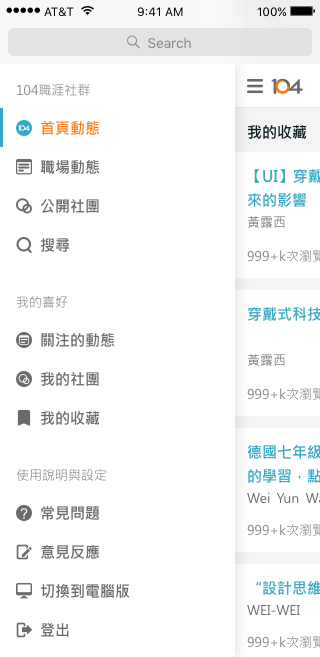 AT&T 9:41 AM 100%
Search
104職涯社群
104 首頁動態
職場動態
公開社團
搜尋
我的喜好
關注的動態
我的社團
我的收藏
使用說明與設定
常見問題
意見反應
切換到電腦版
登出
104
我的收藏
【UI】穿戴
來的影響
黃露西
999+k次瀏覽
穿戴式科技
黃露西
999+k次瀏覽
德國七年級
的學習，點
Wei Yun Wa
999+k次瀏覽
“設計思維
WEI-WEI
999+k次瀏覽